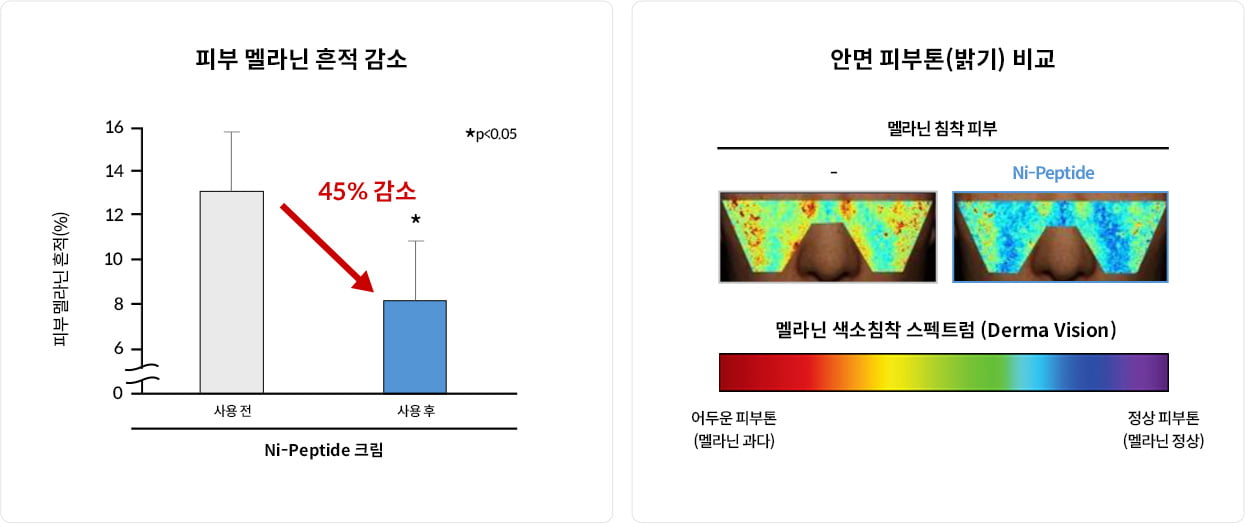 피부 멜라닌 흔적 감소
피부 멜라닌 흔적(%)
16
14
12
10
8
6
0
*p<0.05
45% 감소
*
사용 전
사용 후
Ni-Peptide 크림
안면 피부톤(밝기) 비교
멜라닌 침착 피부
-
Ni-Peptide
멜라닌 색소침착 스펙트럼 (Derma Vision)
어두운 피부톤
(멜라닌 과다)
정상 피부톤
(멜라닌 정상)